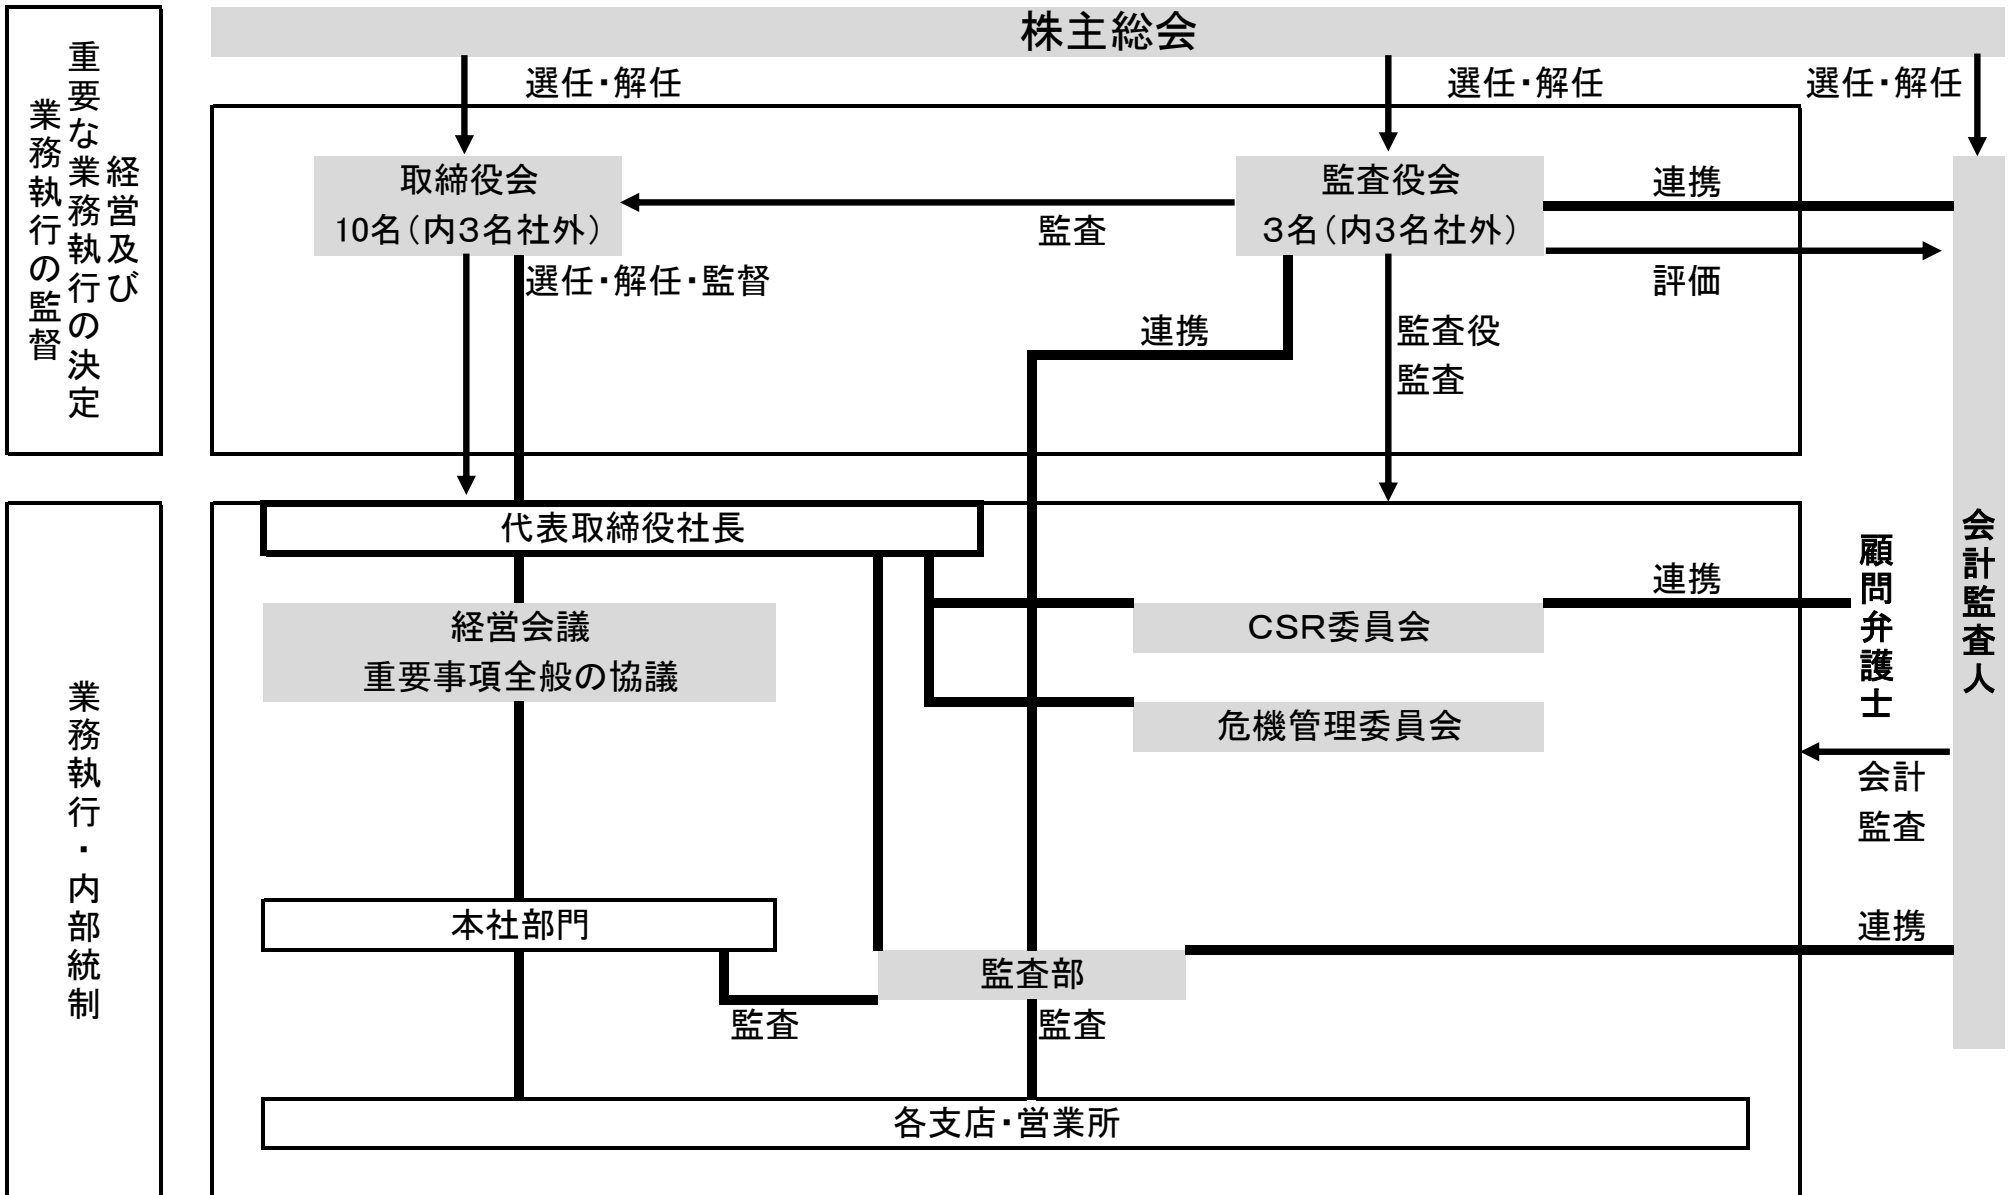 株主総会
選任・解任
選任・解任
選任・解任
経営及び
重要な業務執行の決定
業務執行の監督
取締役会
10名（内３名社外）
監査
監査役会
３名（内３名社外）
連携
評価
選任・解任・監督
連携
監査役
監査
会計監査人
業務執行・内部統制
代表取締役社長
経営会議
重要事項全般の協議
CSR委員会
連携
顧問弁護士
危機管理委員会
会計
監査
本社部門
連携
監査部
監査
監査
各支店・営業所